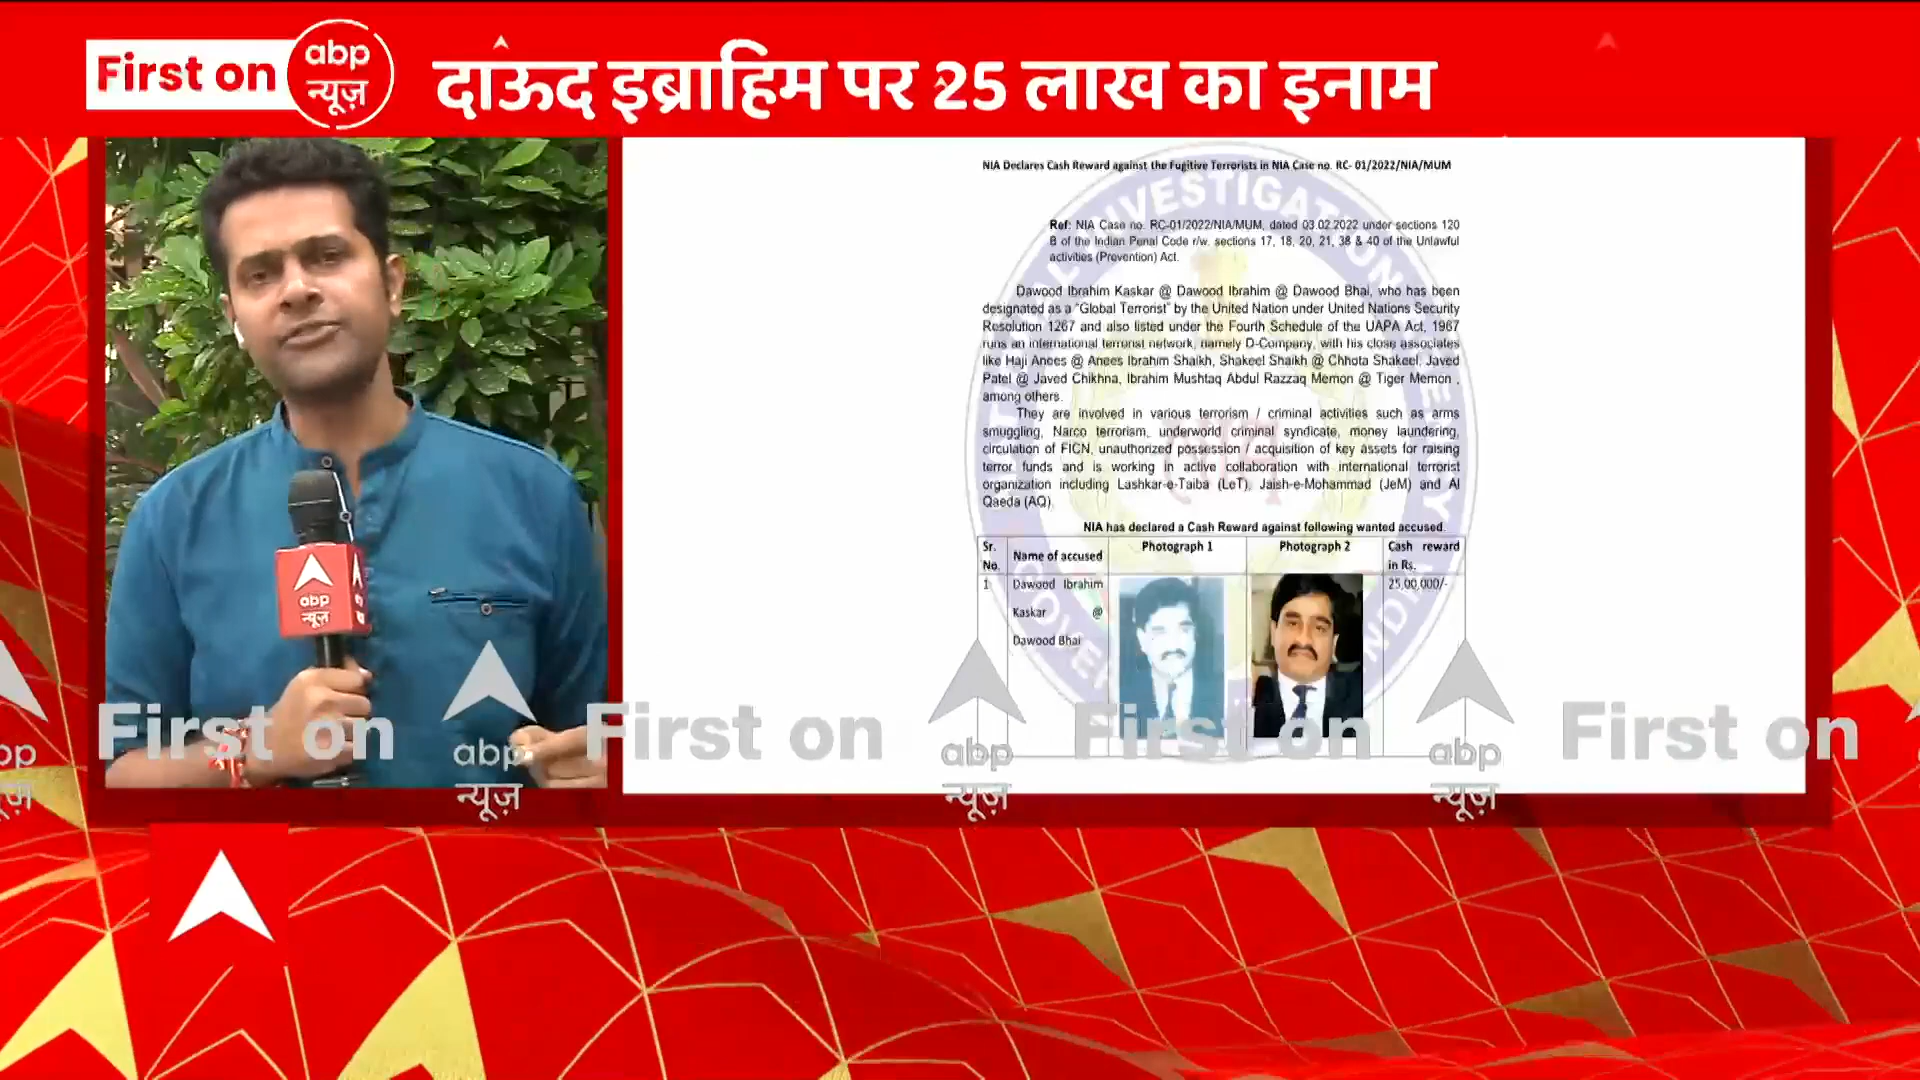 First on
abp
न्यूज़
दाऊद इब्राहिम पर 25 लाख का इनाम
NIA Declares Cash Reward against the Fugitive Terrorists in NIA Case no. RC- 01/2022/NIA/MUM
Ref: NIA Case no. RC-01/2022/NIA/MUM, dated 03.02.2022 under sections 120
B of the Indian Penal Code r/w. sections 17, 18, 20, 21, 38 & 40 of the Unlawful
activities (Prevention) Act.
Dawood Ibrahim Kaskar @ Dawood Ibrahim @ Dawood Bhai, who has been
designated as a "Global Terrorist" by the United Nation under United Nations Security
Resolution 1267 and also listed under the Fourth Schedule of the UAPA Act, 1967
runs an international terrorist network, namely D-Company, with his close associates
like Haji Anees @ Anees Ibrahim Shaikh, Shakeel Shaikh @ Chhota Shakeel, Javed
Patel @ Javed Chikhna, Ibrahim Mushtaq Abdul Razzaq Memon @ Tiger Memon ,
among others.
They are involved in various terrorism / criminal activities such as arms
smuggling, Narco terrorism, underworld criminal syndicate, money laundering,
circulation of FICN, unauthorized possession / acquisition of key assets for raising
terror funds and is working in active collaboration with international terrorist
organization including Lashkar-e-Taiba (LeT), Jaish-e-Mohammad (JeM) and Al
Qaeda (AQ).
NIA has declared a Cash Reward against following wanted accused.
Sr. No. Name of accused Photograph 1 Photograph 2 Cash reward in Rs.
1 Dawood Ibrahim Kaskar @ Dawood Bhai 25,00,000/-
abp
न्यूज़
First on
abp
न्यूज़
First on
abp
न्यूज़
First on
abp
न्यूज़
First on